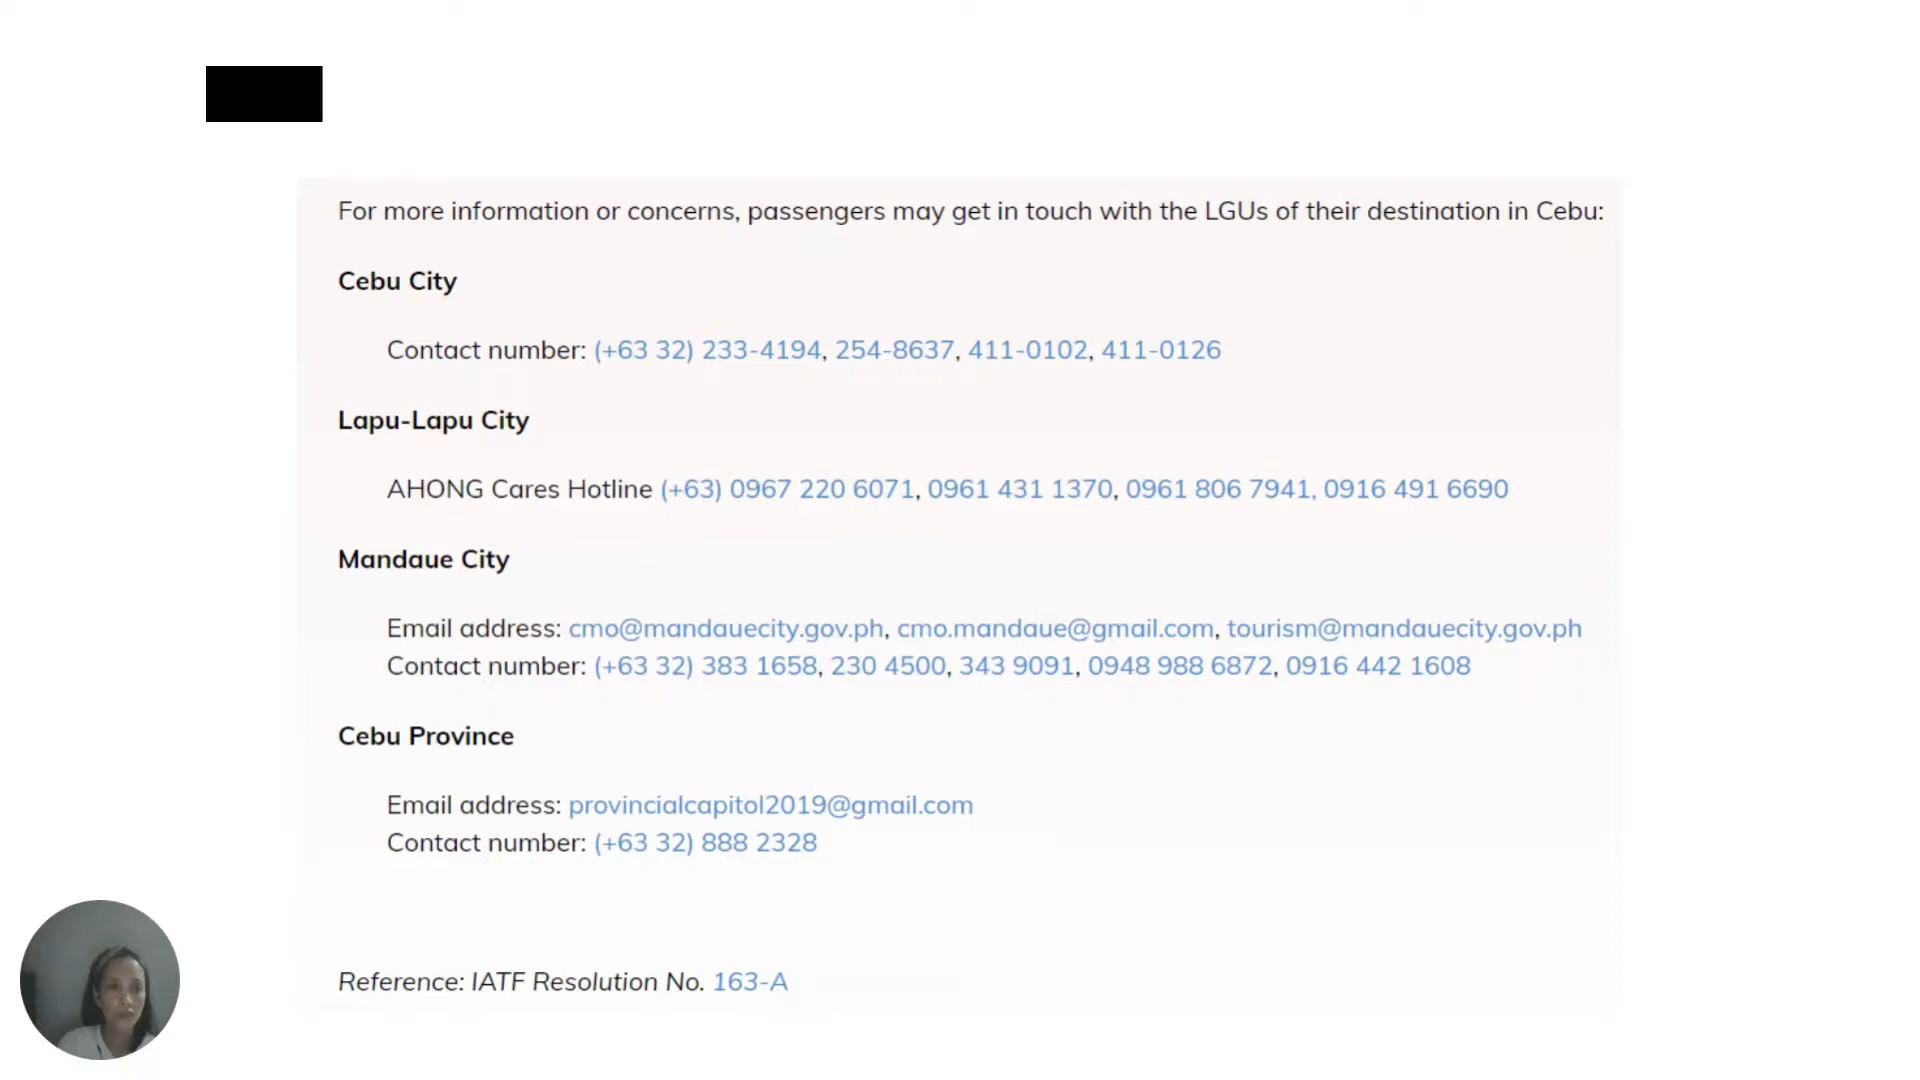 For more information or concerns, passengers may get in touch with the LGUs of their destination in Cebu:
Cebu City
Contact number: (+63 32) 233-4194, 254-8637, 411-0102, 411-0126
Lapu-Lapu City
AHONG Cares Hotline (+63) 0967 220 6071, 0961 431 1370, 0961 806 7941, 0916 491 6690
Mandaue City
Email address: cmo@mandauecity.gov.ph, cmo.mandaue@gmail.com, tourism@mandauecity.gov.ph
Contact number: (+63 32) 383 1658, 230 4500, 343 9091, 0948 988 6872, 0916 442 1608
Cebu Province
Email address: provincialcapitol2019@gmail.com
Contact number: (+63 32) 888 2328
Reference: IATF Resolution No. 163-A